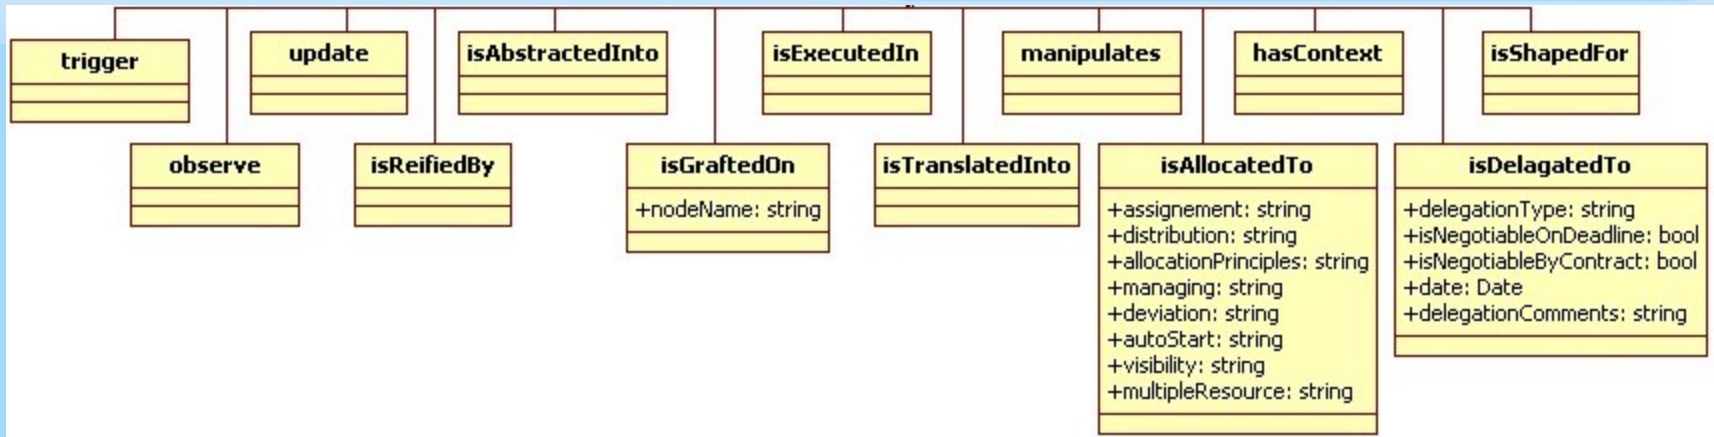 trigger
update
isAbstractedInto
isExecutedIn
manipulates
hasContext
isShapedFor
observe
isReifiedBy
isGraftedOn
+nodeName: string
isTranslatedInto
isAllocatedTo
+assignement: string
+distribution: string
+allocationPrinciples: string
+managing: string
+deviation: string
+autoStart: string
+visibility: string
+multipleResource: string
isDelagatedTo
+delegationType: string
+isNegotiableOnDeadline: bool
+isNegotiableByContract: bool
+date: Date
+delegationComments: string